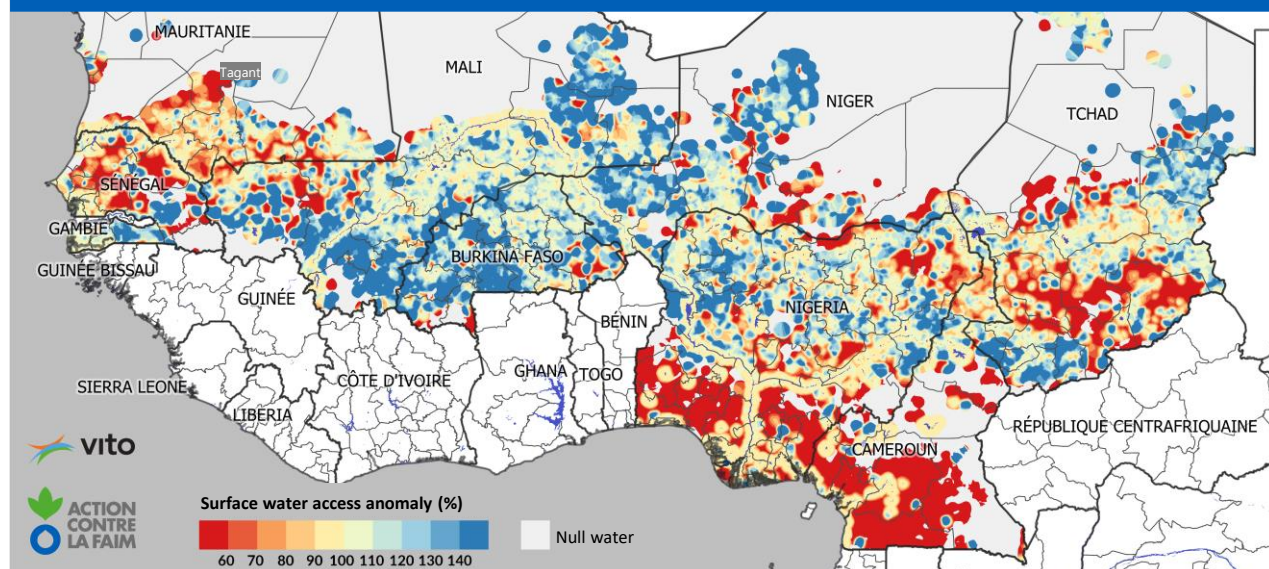 MAURITANIE
Tagant
MALI
NIGER
TCHAD
SÉNÉGAL
GAMBIE
BURKINA FASO
GUINÉE BISSAU
GUINÉE
NIGERIA
BÉNIN
SIERRA LEONE
CÔTE D'IVOIRE
GHANA
TOGO
LIBERIA
RÉPUBLIQUE CENTRAFRIQUAINE
CAMEROUN
vito
ACTION
CONTRE
LA FAIM
Surface water access anomaly (%)
60 70 80 90 100 110 120 130 140
Null water